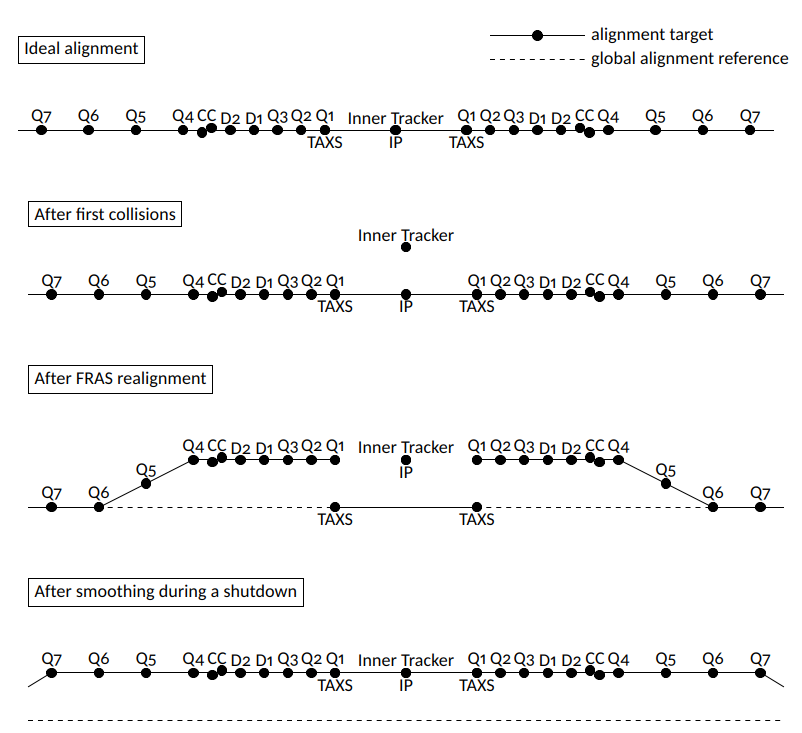 Ideal alignment
alignment target
global alignment reference
Q7 Q6 Q5 Q4 CC D2 D1 Q3 Q2 Q1 Inner Tracker Q1 Q2 Q3 D1 D2 CC Q4 Q5 Q6 Q7
TAXS IP TAXS
After first collisions
Inner Tracker
Q7 Q6 Q5 Q4 CC D2 D1 Q3 Q2 Q1 Q1 Q2 Q3 D1 D2 CC Q4 Q5 Q6 Q7
TAXS IP TAXS
After FRAS realignment
Q4 CC D2 D1 Q3 Q2 Q1 Inner Tracker Q1 Q2 Q3 D1 D2 CC Q4
Q5 IP Q5
Q7 Q6 Q6 Q7
TAXS TAXS
After smoothing during a shutdown
Q7 Q6 Q5 Q4 CC D2 D1 Q3 Q2 Q1 Inner Tracker Q1 Q2 Q3 D1 D2 CC Q4 Q5 Q6 Q7
TAXS IP TAXS